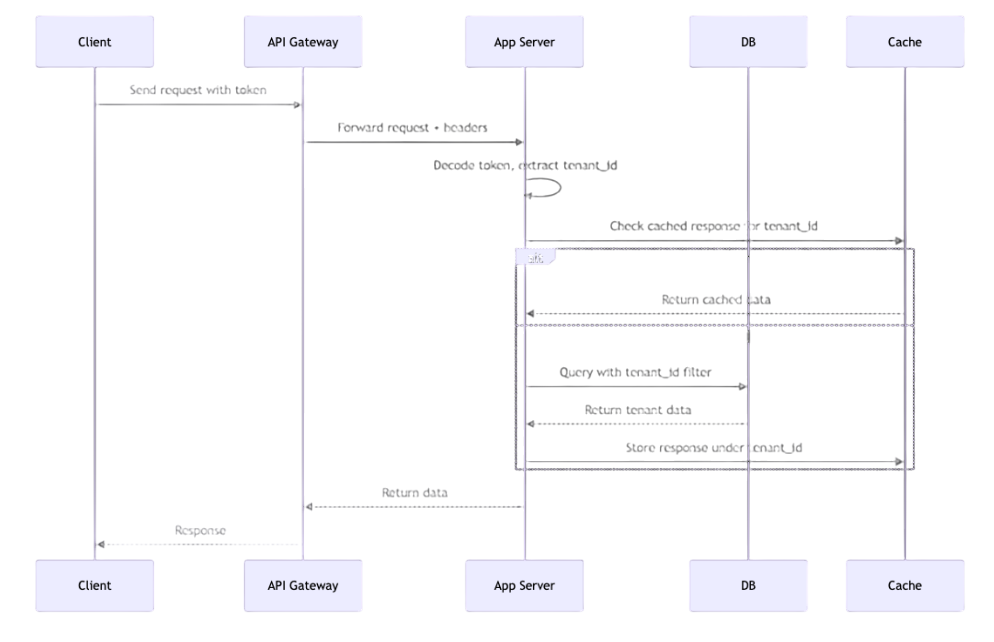 Client
API Gateway
App Server
DB
Cache
Send request with token
Forward request + headers
Decode token, extract tenant_id
Check cached response for tenant_id
alt
Return cached data
Query with tenant_id filter
Return tenant data
Store response under tenant_id
Return data
Response
Client
API Gateway
App Server
DB
Cache